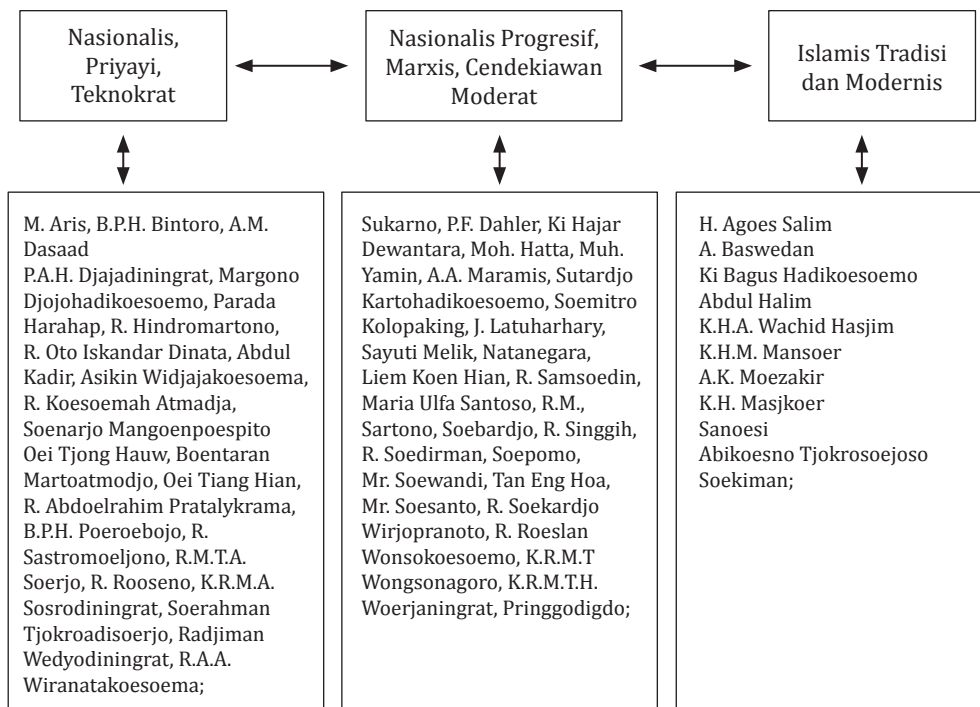 Nasionalis,
Priyayi,
Teknokrat
Nasionalis Progresif,
Marxis, Cendekiawan
Moderat
Islamis Tradisi
dan Modernis
M. Aris, B.P.H. Bintoro, A.M.
Dasaad
P.A.H. Djajadiningrat, Margono
Djojohadikoesoemo, Parada
Harahap, R. Hindromartono,
R. Oto Iskandar Dinata, Abdul
Kadir, Asikin Widjajakoesoema,
R. Koesoemah Atmadja,
Soenarjo Mangoenpoespito
Oei Tjong Hauw, Boentaran
Martoatmodjo, Oei Tiang Hian,
R. Abdoelrahim Pratalykrama,
B.P.H. Poeroebojo, R.
Sastromoeljono, R.M.T.A.
Soerjo, R. Rooseno, K.R.M.A.
Sosrodiningrat, Soerahman
Tjokroadisoerjo, Radjiman
Wedyodiningrat, R.A.A.
Wiranatakoesoema;
Sukarno, P.F. Dahler, Ki Hajar
Dewantara, Moh. Hatta, Muh.
Yamin, A.A. Maramis, Sutardjo
Kartohadikoesoemo, Soemitro
Kolopaking, J. Latuharhary,
Sayuti Melik, Natanegara,
Liem Koen Hian, R. Samsoedin,
Maria Ulfa Santoso, R.M.,
Sartono, Soebardjo, R. Singgih,
R. Soedirman, Soepomo,
Mr. Soewandi, Tan Eng Hoa,
Mr. Soesanto, R. Soekardjo
Wirjopranoto, R. Roeslan
Wonsokoesoemo, K.R.M.T
Wongsonagoro, K.R.M.T.H.
Woerjaningrat, Pringgodigdo;
H. Agoes Salim
A. Baswedan
Ki Bagus Hadikoesoemo
Abdul Halim
K.H.A. Wachid Hasjim
K.H.M. Mansoer
A.K. Moezakir
K.H. Masjkoer
Sanoesi
Abikoesno Tjokrosoejoso
Soekiman;